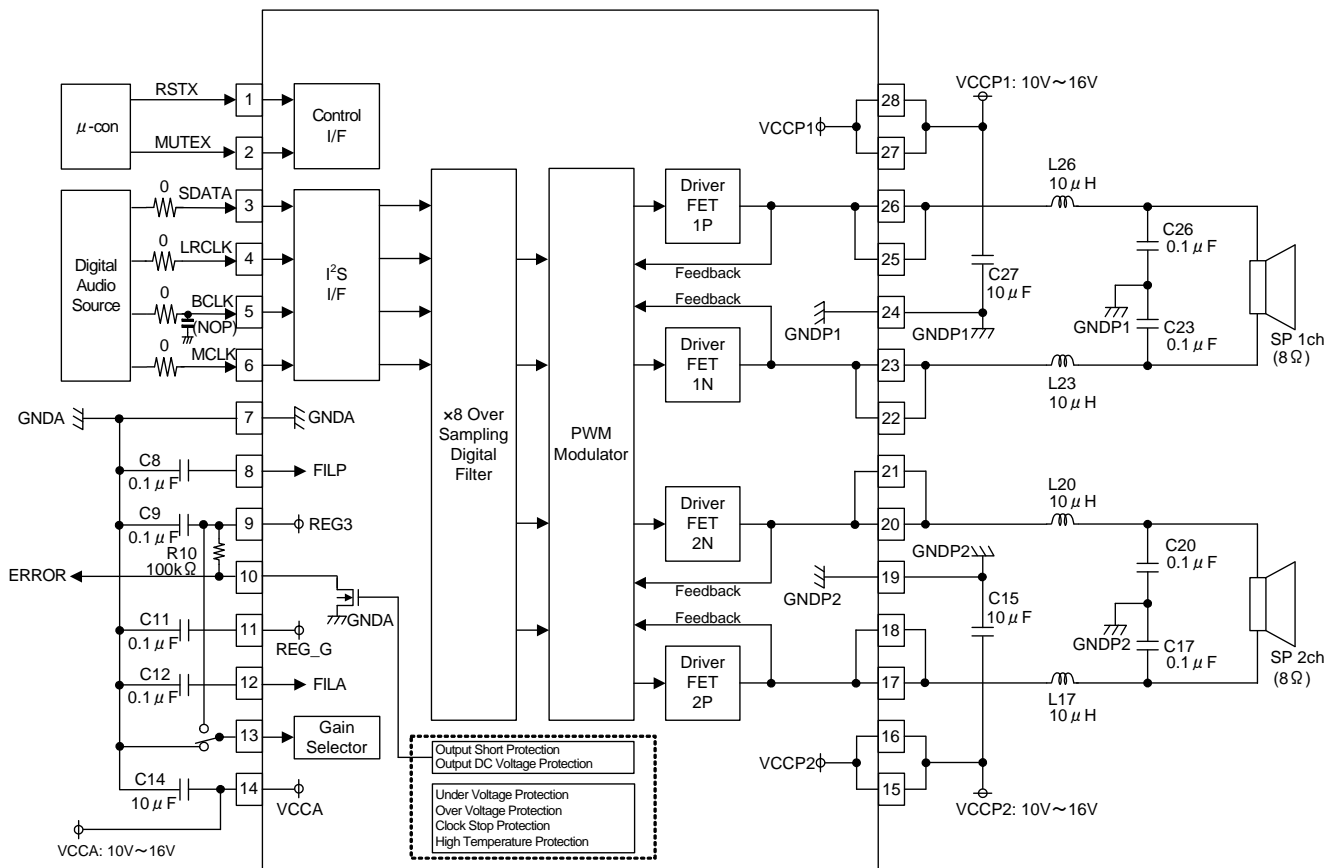 μ-con
RSTX
MUTEX
1
2
Control
I/F
Digital
Audio
Source
0
SDATA
0
LRCLK
0
BCLK
(NOP)
0
MCLK
3
4
5
6
I²S
I/F
GNDA
7
GNDA
C8
0.1μF
8
FILP
C9
0.1μF
9
REG3
R10
100kΩ
ERROR
10
GNDA
C11
0.1μF
11
REG_G
C12
0.1μF
12
FILA
13
Gain
Selector
C14
10μF
14
VCCA
VCCA: 10V～16V
×8 Over
Sampling
Digital
Filter
PWM
Modulator
Driver
FET
1P
Feedback
Feedback
Driver
FET
1N
Driver
FET
2N
Feedback
Feedback
Driver
FET
2P
Output Short Protection
Output DC Voltage Protection
Under Voltage Protection
Over Voltage Protection
Clock Stop Protection
High Temperature Protection
VCCP1
28
27
VCCP1: 10V～16V
26
25
C27
10μF
GNDP1
24
GNDP1
23
22
L26
10μH
C26
0.1μF
GNDP1
C23
0.1μF
SP 1ch
(8Ω)
L23
10μH
21
20
L20
10μH
GNDP2
GNDP2
19
C15
10μF
C20
0.1μF
GNDP2
C17
0.1μF
SP 2ch
(8Ω)
18
17
L17
10μH
VCCP2
16
15
VCCP2: 10V～16V